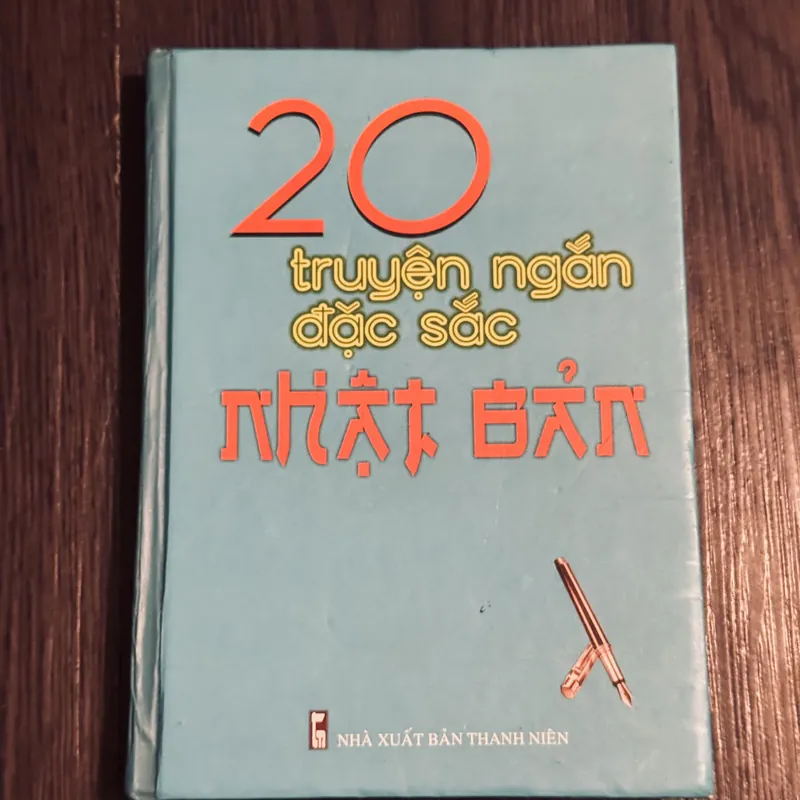 20
truyện ngắn
đặc sắc
NHẬT BẢN
NHÀ XUẤT BẢN THANH NIÊN